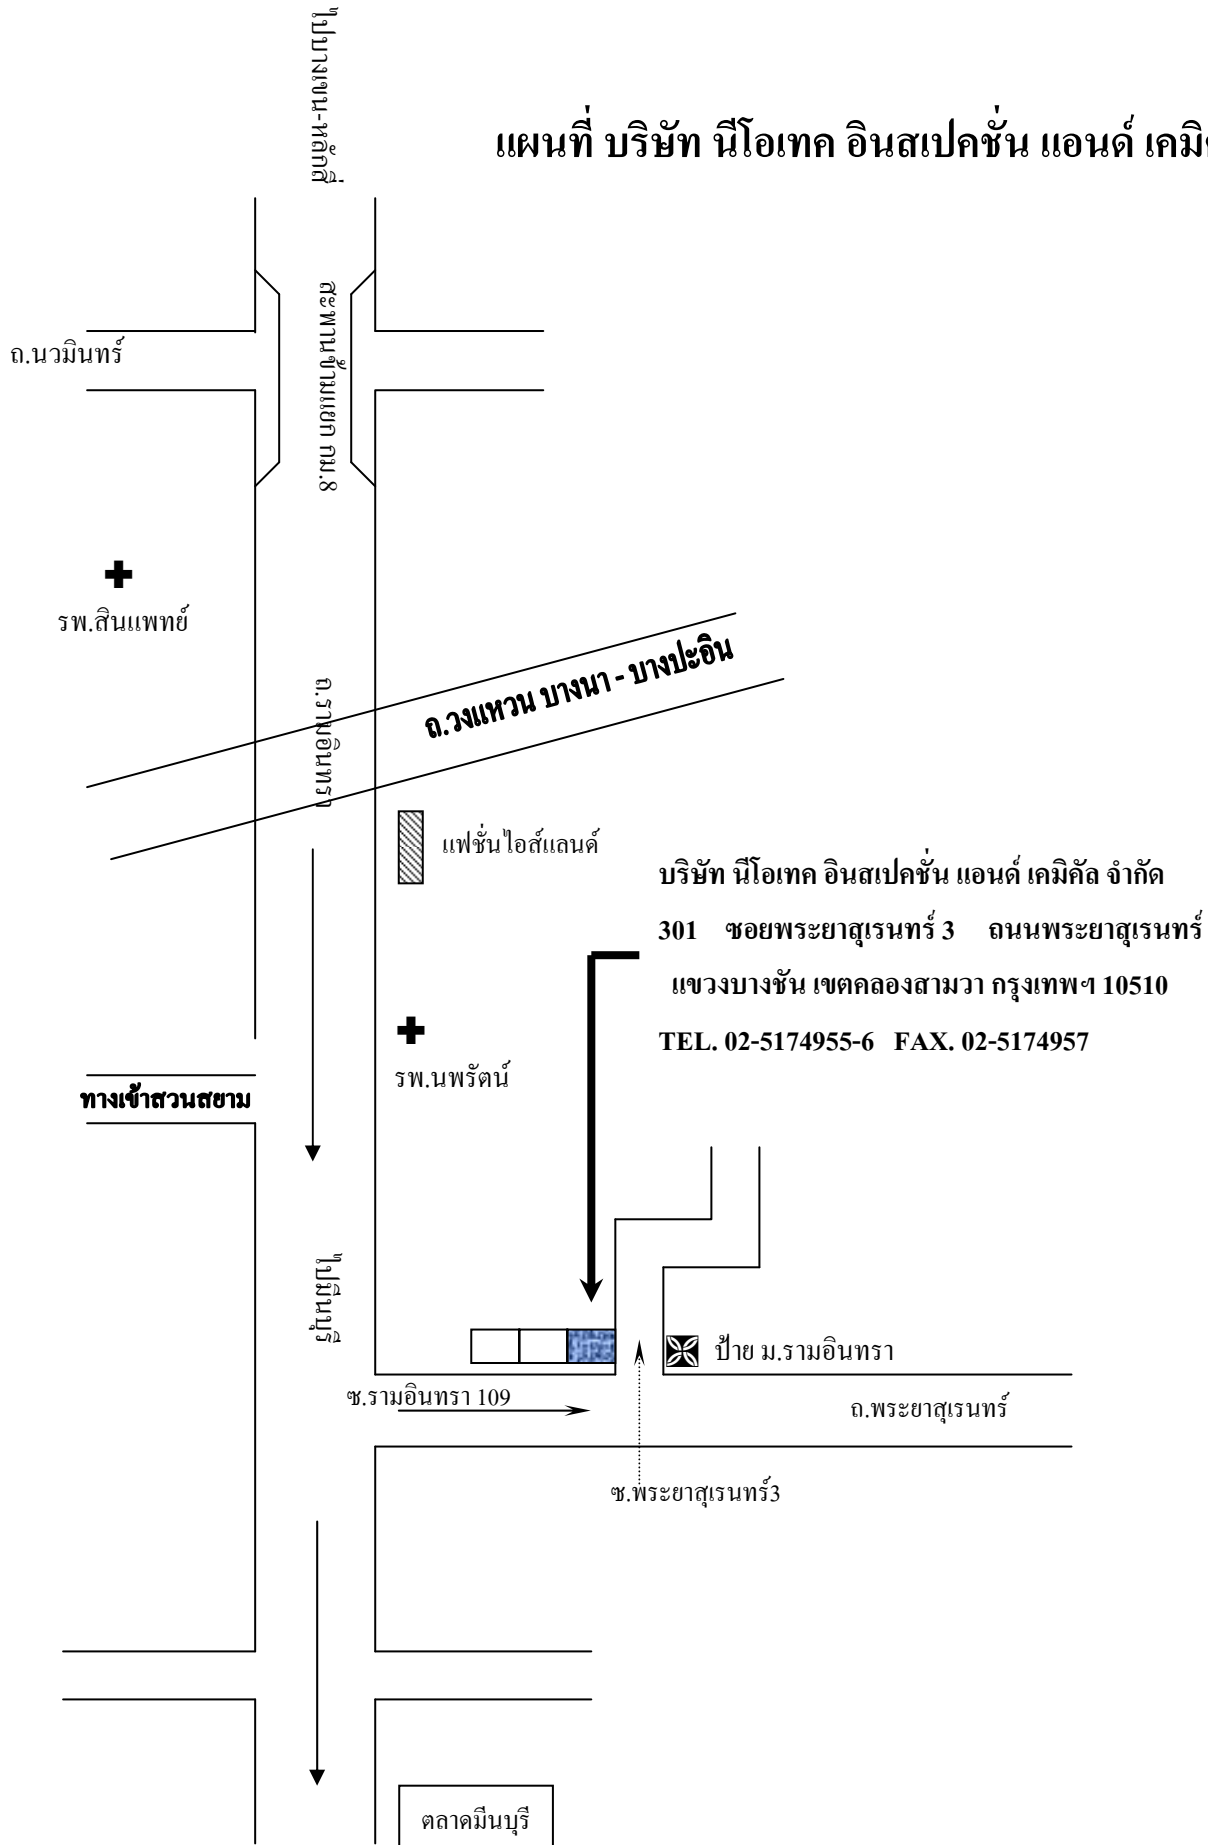 ไปบางเขน-หลักสี่
แผนที่ บริษัท นีโอเทค อินสเปคชั่น แอนด์
สะพานข้ามแยก กม.8
ถ.นวมินทร์
รพ.สินแพทย์
ถ.วงแหวน บางนา - บางปะอิน
ถ.รามอินทรา
แฟชั่นไอส์แลนด์
บริษัท นีโอเทค อินสเปคชั่น แอนด์ เคมิคัล จำกัด
301 ซอยพระยาสุเรนทร์ 3 ถนนพระยาสุเรนทร์
แขวงบางชัน เขตคลองสามวา กรุงเทพฯ 10510
TEL. 02-5174955-6 FAX. 02-5174957
รพ.นพรัตน์
ทางเข้าสวนสยาม
ไปมีนบุรี
ป้าย ม.รามอินทรา
ซ.รามอินทรา 109
ถ.พระยาสุเรนทร์
ซ.พระยาสุเรนทร์3
ตลาดมีนบุรี